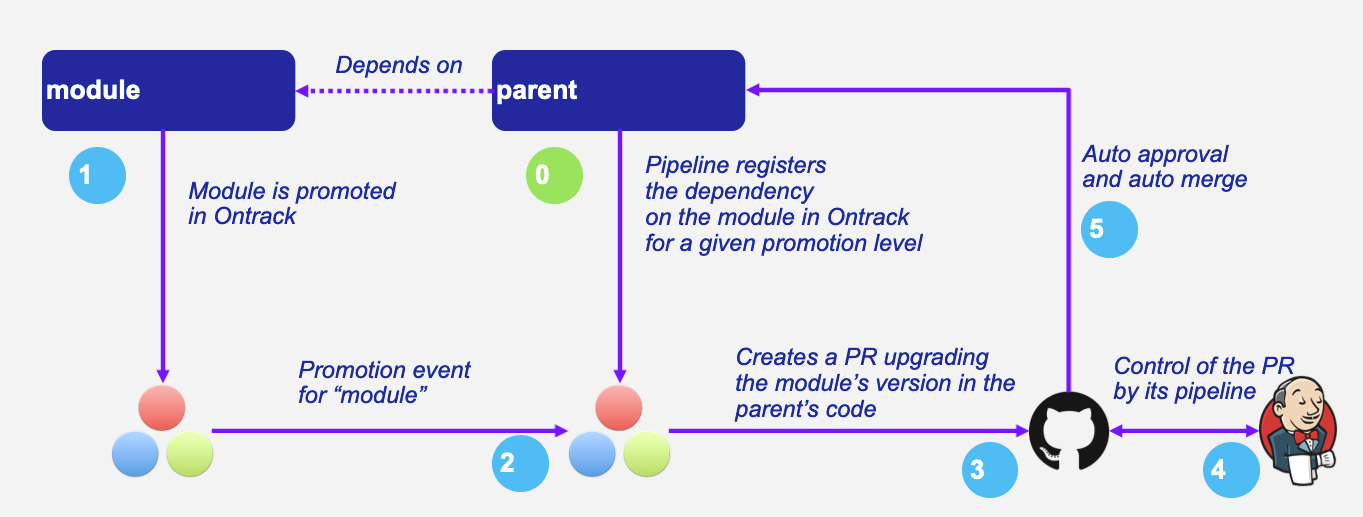 Depends on
module
parent
1
Module is promoted
in Ontrack
0
Pipeline registers
the dependency
on the module in Ontrack
for a given promotion level
Auto approval
and auto merge
5
Promotion event
for “module”
2
Creates a PR upgrading
the module’s version in the
parent’s code
3
Control of the PR
by its pipeline
4